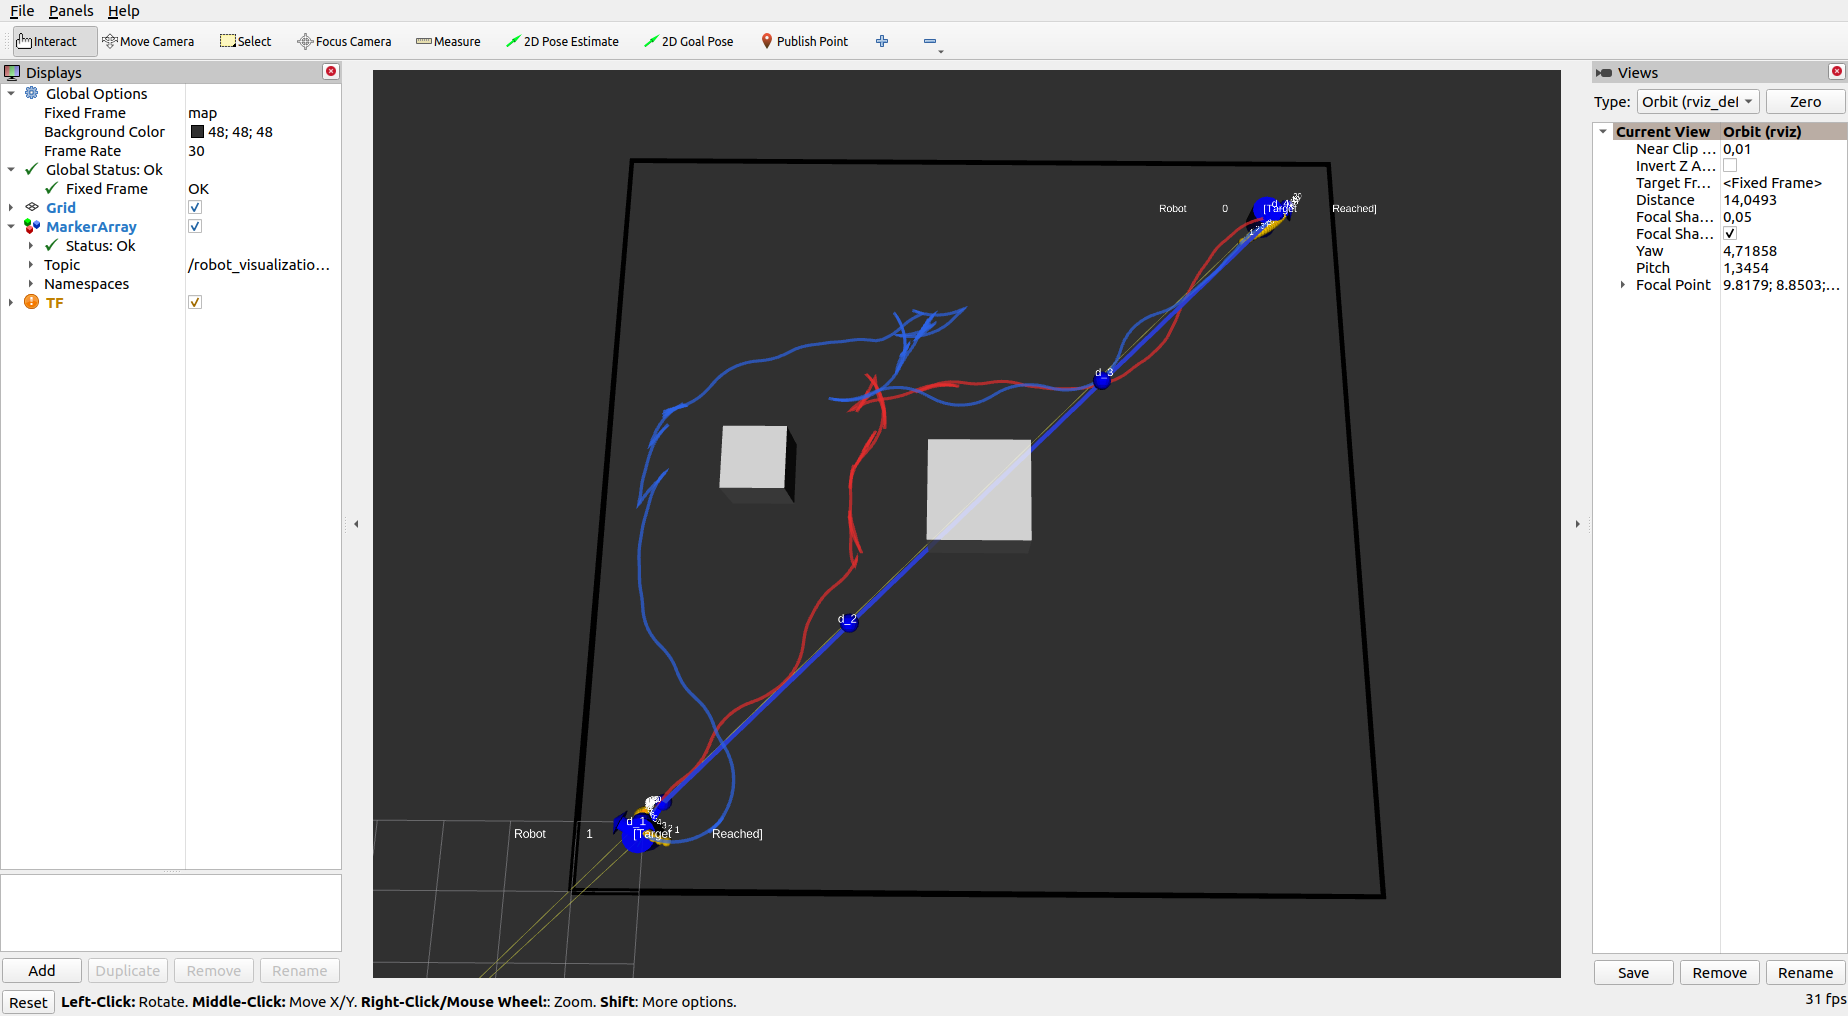 File Panels Help
Interact Move Camera Select Focus Camera Measure 2D Pose Estimate 2D Goal Pose Publish Point
Displays
Global Options
Fixed Frame map
Background Color 48; 48; 48
Frame Rate 30
Global Status: Ok
Fixed Frame OK
Grid
MarkerArray
Status: Ok
Topic /robot_visualizatio...
Namespaces
TF
Add Duplicate Remove Rename
Robot 0 [Target Reached]
d_3
d_2
d_1
Robot 1 [Target Reached]
Views
Type: Orbit (rviz_def Zero
Current View Orbit (rviz)
Near Clip ... 0,01
Invert Z A...
Target Fr... <Fixed Frame>
Distance 14,0493
Focal Sha... 0,05
Focal Sha...
Yaw 4,71858
Pitch 1,3454
Focal Point 9.8179; 8.8503;...
Save Remove Rename
Reset Left-Click: Rotate. Middle-Click: Move X/Y. Right-Click/Mouse Wheel:: Zoom. Shift: More options.
31 fps